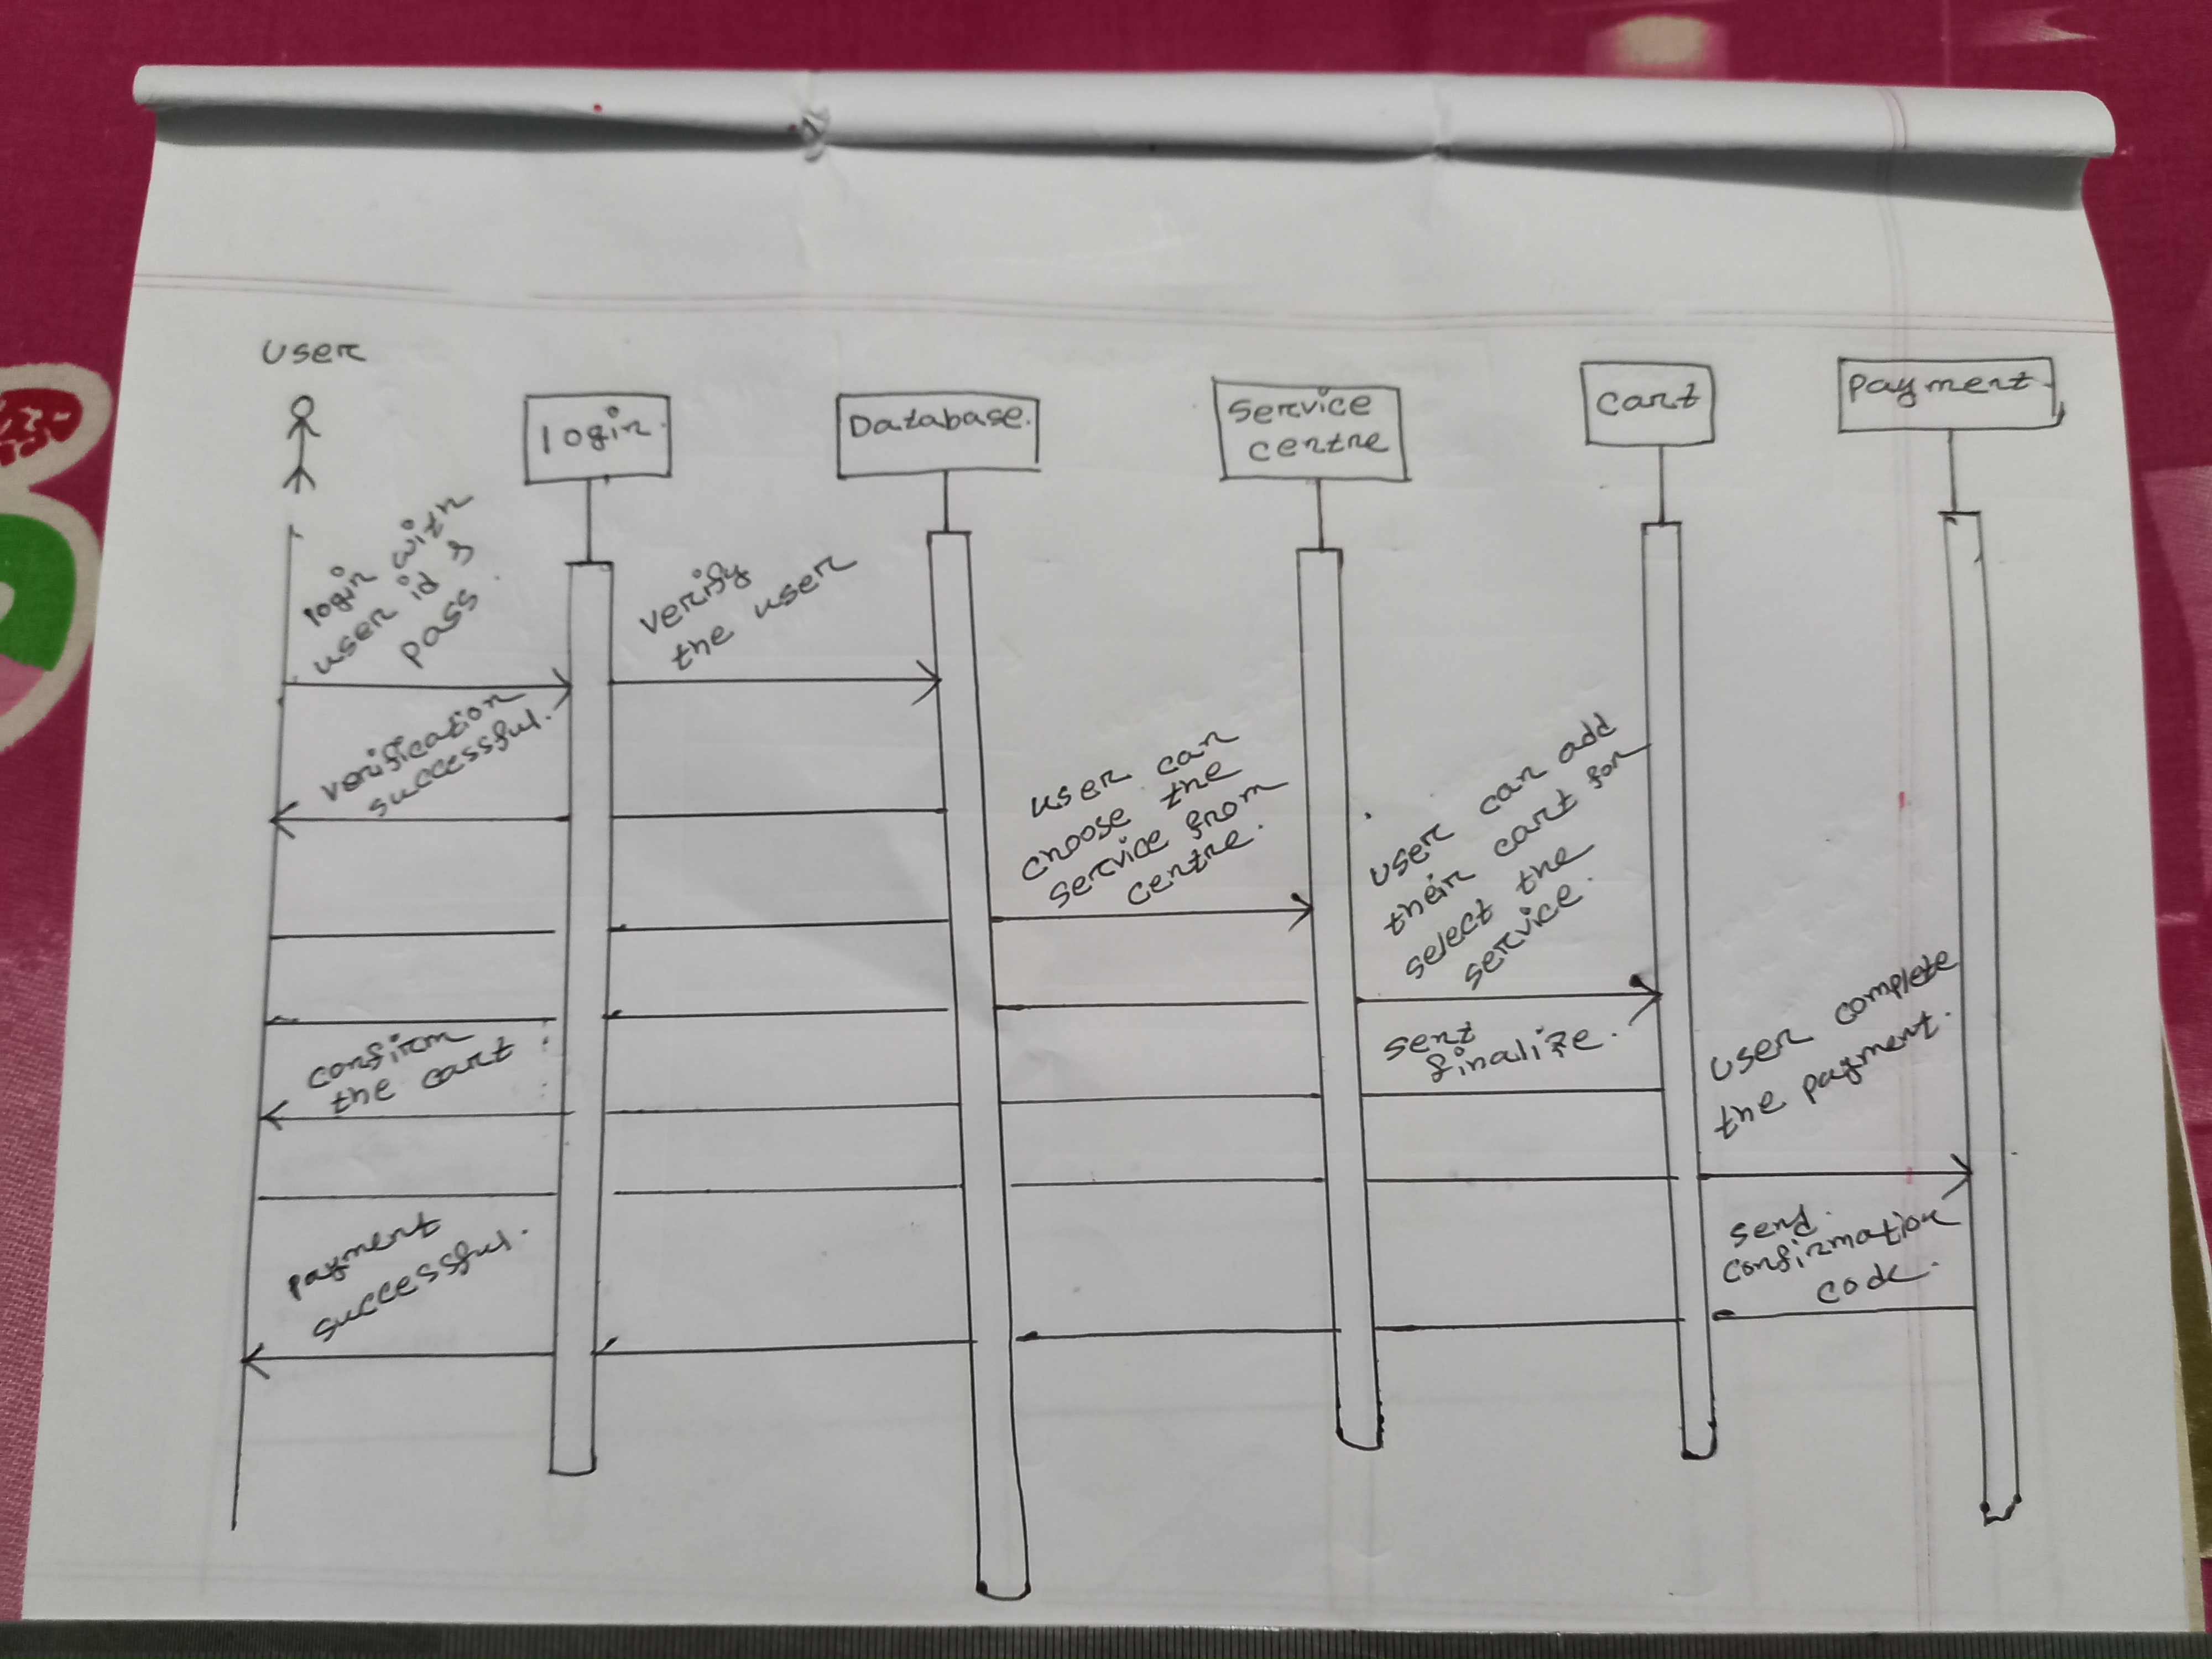 User
login.
Database.
Service
centre
Cart
Payment
login with
user id &
pass.
verify
the user
verification
successful.
user can
choose the
service from
centre.
user can add
their cart for
select the
service.
confirm
the cart
sent
finalize.
user complete
the payment.
payment
successful.
send.
confirmation
code.